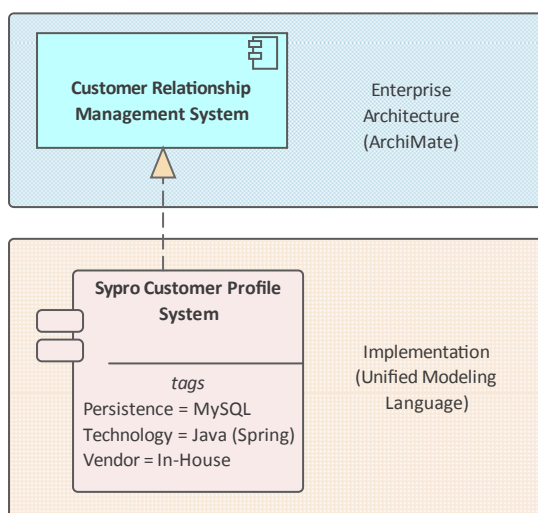 Customer Relationship
Management System
Enterprise
Architecture
(ArchiMate)
Sypro Customer Profile
System
tags
Persistence = MySQL
Technology = Java (Spring)
Vendor = In-House
Implementation
(Unified Modeling
Language)